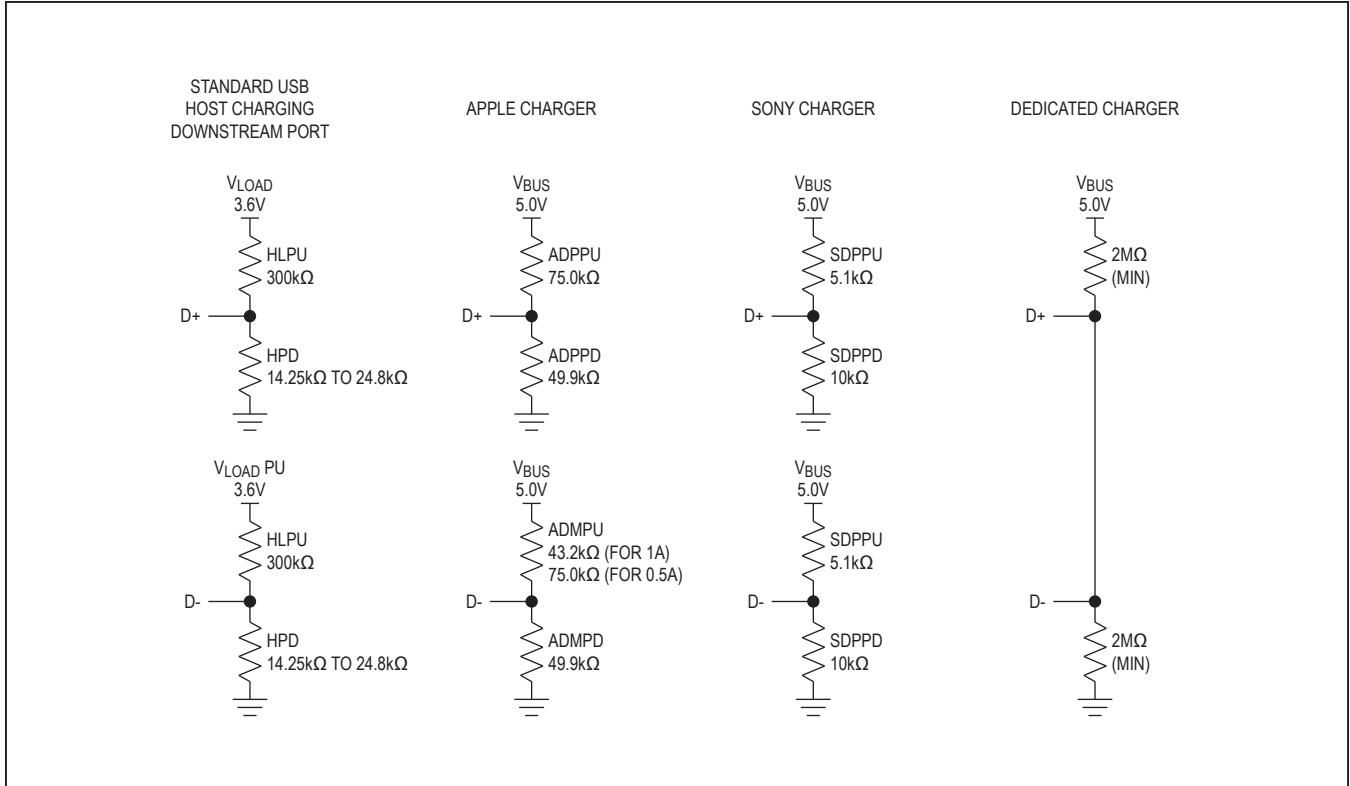 STANDARD USB
HOST CHARGING
DOWNSTREAM PORT
VLOAD
3.6V
HLPU
300kΩ
D+
HPD
14.25kΩ TO 24.8kΩ
VLOAD PU
3.6V
HLPU
300kΩ
D-
HPD
14.25kΩ TO 24.8kΩ
APPLE CHARGER
VBUS
5.0V
ADPPU
75.0kΩ
D+
ADPPD
49.9kΩ
VBUS
5.0V
ADMPU
43.2kΩ (FOR 1A)
75.0kΩ (FOR 0.5A)
D-
ADMPD
49.9kΩ
SONY CHARGER
VBUS
5.0V
SDPPU
5.1kΩ
D+
SDPPD
10kΩ
VBUS
5.0V
SDPPU
5.1kΩ
D-
SDPPD
10kΩ
DEDICATED CHARGER
VBUS
5.0V
2MΩ
(MIN)
D+
D-
2MΩ
(MIN)